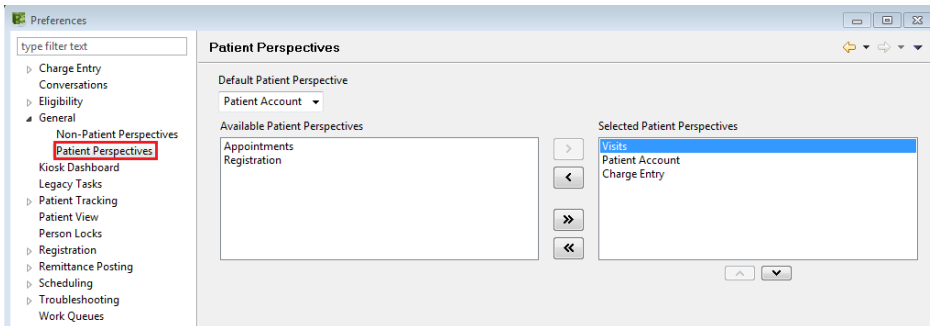 Preferences
type filter text
Charge Entry
Conversations
Eligibility
General
Non-Patient Perspectives
Patient Perspectives
Kiosk Dashboard
Legacy Tasks
Patient Tracking
Patient View
Person Locks
Registration
Remittance Posting
Scheduling
Troubleshooting
Work Queues
Patient Perspectives
Default Patient Perspective
Patient Account
Available Patient Perspectives
Appointments
Registration
Selected Patient Perspectives
Visits
Patient Account
Charge Entry